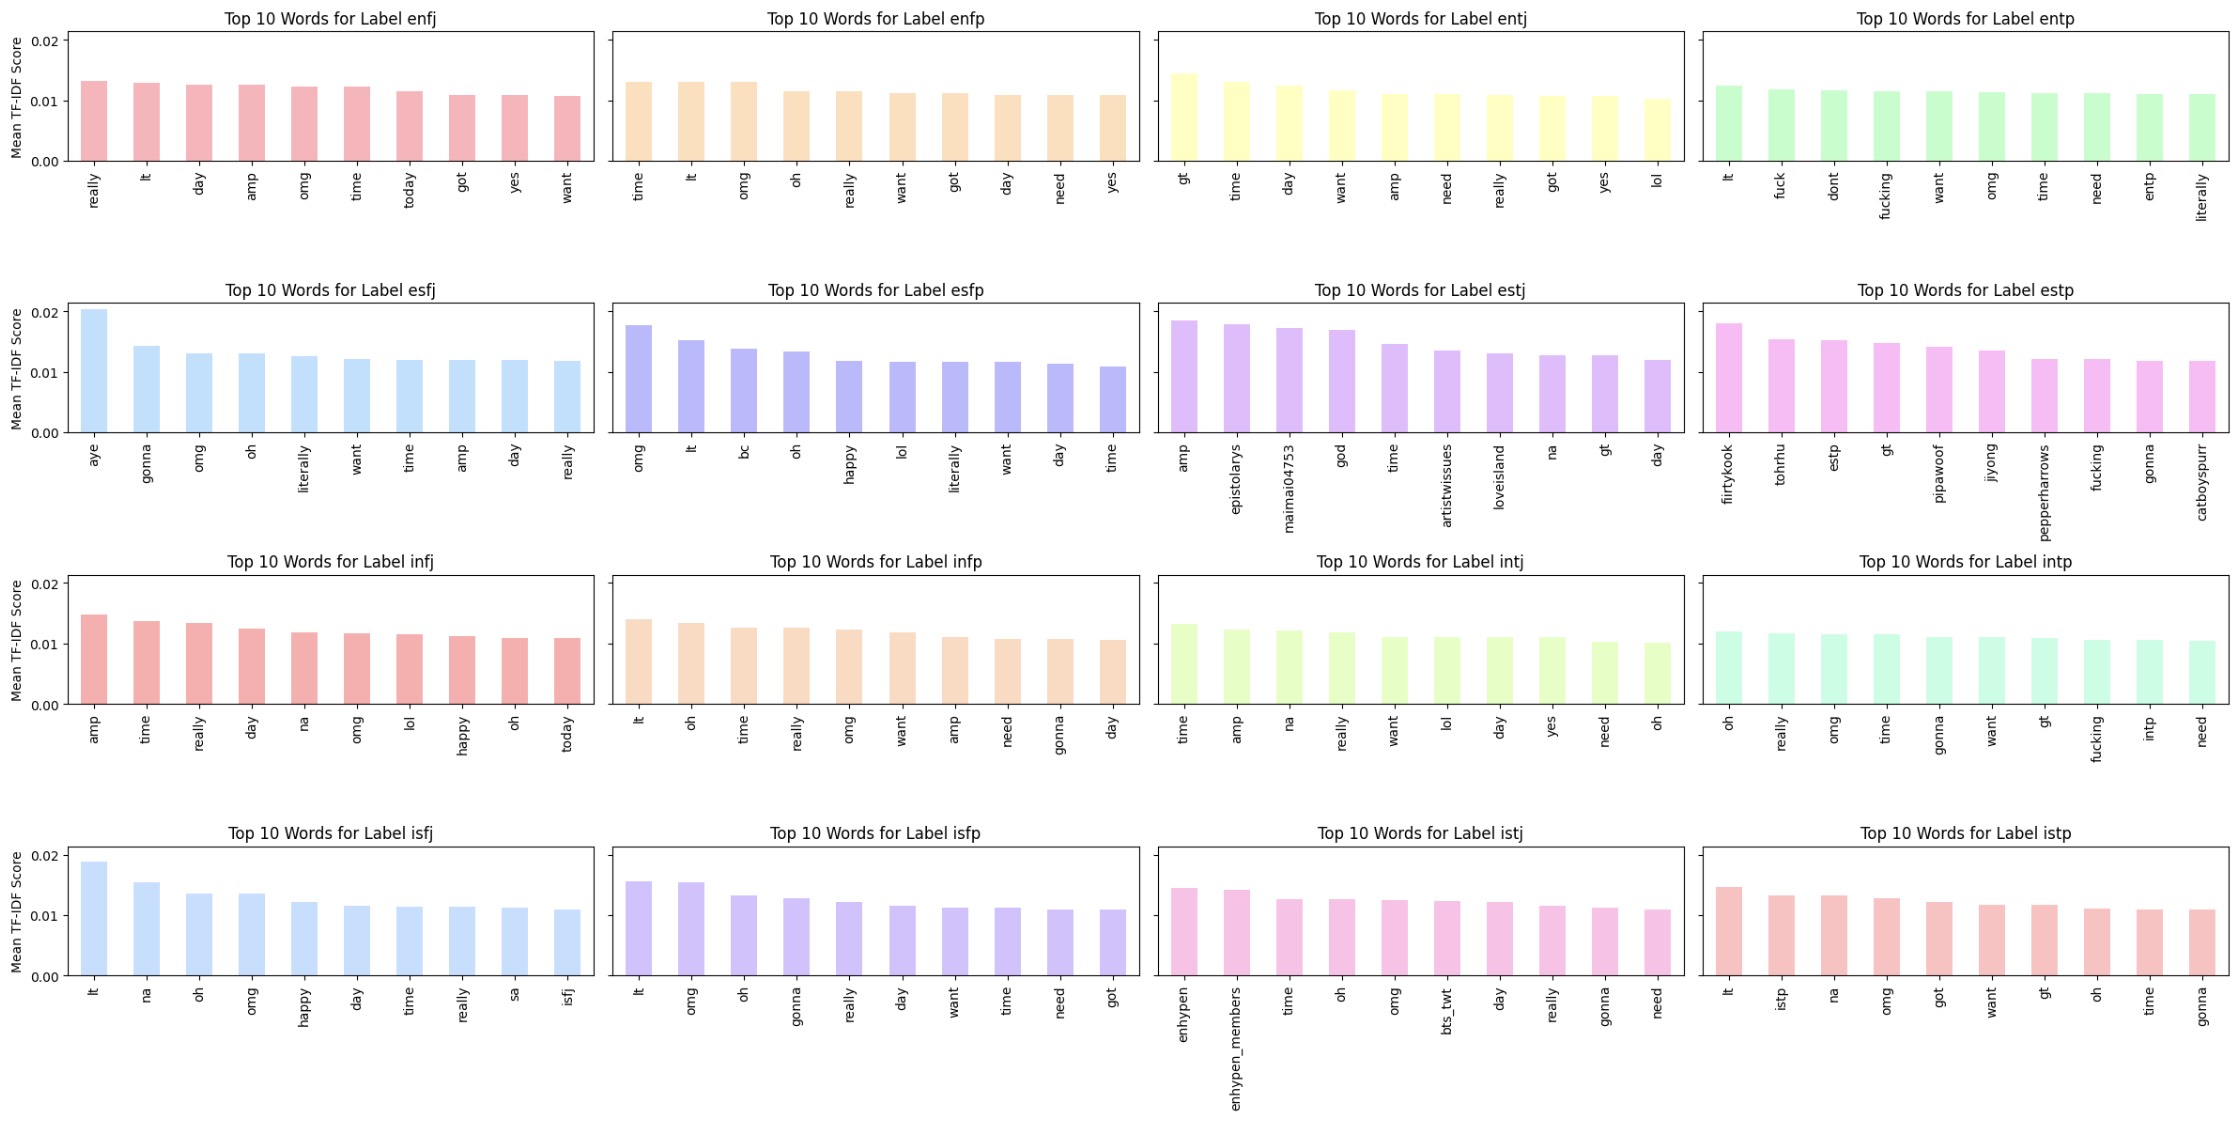 Top 10 Words for Label enfj
Mean TF-IDF Score
0.02
0.01
0.00
really lt day amp omg time today got yes want
Top 10 Words for Label enfp
time lt omg oh really want got day need yes
Top 10 Words for Label entj
gt time day want amp need really got yes lol
Top 10 Words for Label entp
lt fuck dont fucking want omg time need entp literally
Top 10 Words for Label esfj
Mean TF-IDF Score
0.02
0.01
0.00
aye gonna omg oh literally want time amp day really
Top 10 Words for Label esfp
omg lt bc oh happy lol literally want day time
Top 10 Words for Label estj
amp epistolarys maimai04753 god time artistwissues loveisland na gt day
Top 10 Words for Label estp
fiirtykook tohrhu estp gt pipawoof jiyong pepperharrows fucking gonna catboyspurr
Top 10 Words for Label infj
Mean TF-IDF Score
0.02
0.01
0.00
amp time really day na omg lol happy oh today
Top 10 Words for Label infp
lt oh time really omg want amp need gonna day
Top 10 Words for Label intj
time amp na really want lol day yes need oh
Top 10 Words for Label intp
oh really omg time gonna want gt fucking intp need
Top 10 Words for Label isfj
Mean TF-IDF Score
0.02
0.01
0.00
lt na oh omg happy day time really sa isfj
Top 10 Words for Label isfp
lt omg oh gonna really day want time need got
Top 10 Words for Label istj
enhypen enhypen_members time oh omg bts_twt day really gonna need
Top 10 Words for Label istp
lt istp na omg got want gt oh time gonna